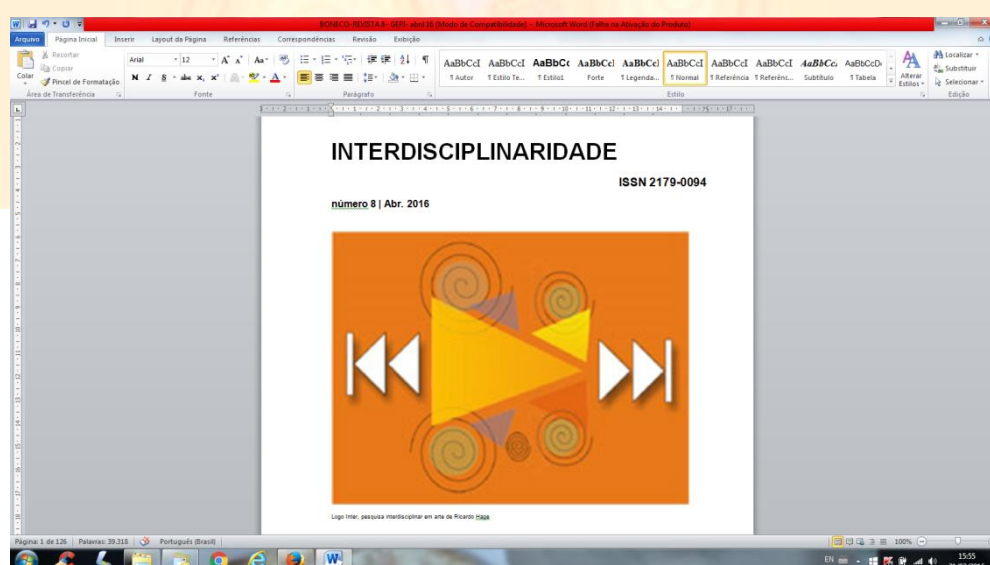 BONECO-REVISTA 8- GEPI- abril 16 [Modo de Compatibilidade] - Microsoft Word (Falha na Ativação do Produto)
Arquivo Página Inicial Inserir Layout da Página Referências Correspondências Revisão Exibição
Recortar
Copiar
Pincel de Formatação
Colar
Área de Transferência
Arial 12
N I S abc x₂ x²
Fonte
Parágrafo
AaBbCcI AaBbCcI AaBbCc AaBbCcI AaBbCcI AaBbCcI AaBbCcI AaBbCcI AaBbCc AaBbCcD
¶ Autor ¶ Estilo Te... ¶ Estilo1 Forte ¶ Legenda... ¶ Normal ¶ Referência ¶ Referênc... Subtítulo ¶ Tabela
Estilo
Alterar Estilos
Localizar
Substituir
Selecionar
Edição
INTERDISCIPLINARIDADE
ISSN 2179-0094
número 8 | Abr. 2016
Logo Inter, pesquisa interdisciplinar em arte de Ricardo Hage
Página: 1 de 126 Palavras: 39.318 Português (Brasil) 100%
EN 15:55